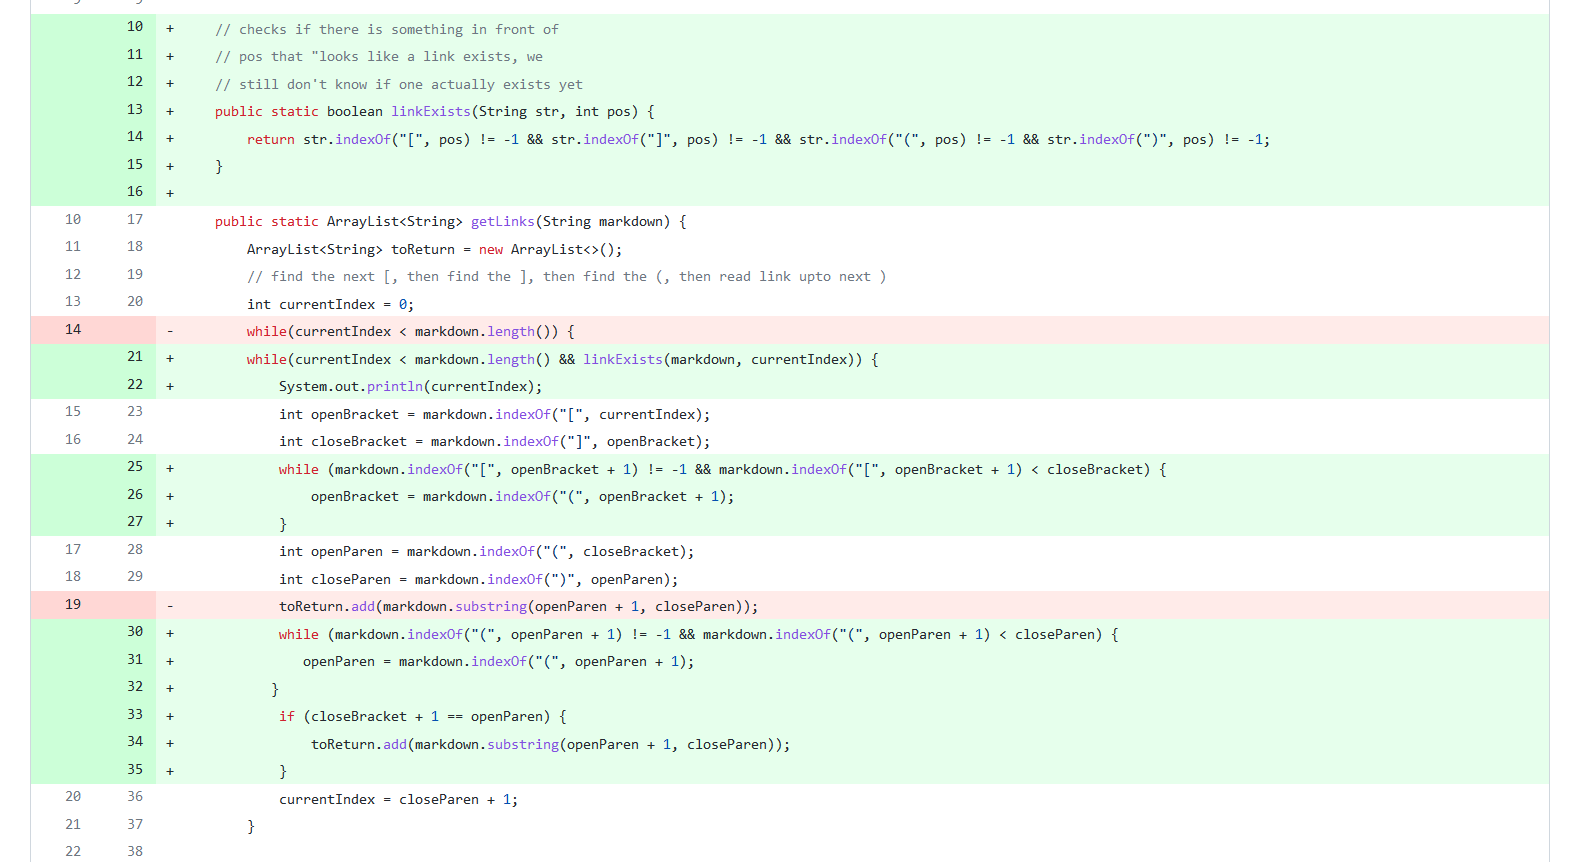 10 + // checks if there is something in front of
11 + // pos that "looks like a link exists, we
12 + // still don't know if one actually exists yet
13 + public static boolean linkExists(String str, int pos) {
14 + return str.indexOf("[", pos) != -1 && str.indexOf("]", pos) != -1 && str.indexOf("(", pos) != -1 && str.indexOf(")", pos) != -1;
15 + }
16 +
10 17 public static ArrayList<String> getLinks(String markdown) {
11 18 ArrayList<String> toReturn = new ArrayList<>();
12 19 // find the next [, then find the ], then find the (, then read link upto next )
13 20 int currentIndex = 0;
14 - while(currentIndex < markdown.length()) {
21 + while(currentIndex < markdown.length() && linkExists(markdown, currentIndex)) {
22 + System.out.println(currentIndex);
15 23 int openBracket = markdown.indexOf("[", currentIndex);
16 24 int closeBracket = markdown.indexOf("]", openBracket);
25 + while (markdown.indexOf("[", openBracket + 1) != -1 && markdown.indexOf("[", openBracket + 1) < closeBracket) {
26 + openBracket = markdown.indexOf("(", openBracket + 1);
27 + }
17 28 int openParen = markdown.indexOf("(", closeBracket);
18 29 int closeParen = markdown.indexOf(")", openParen);
19 - toReturn.add(markdown.substring(openParen + 1, closeParen));
30 + while (markdown.indexOf("(", openParen + 1) != -1 && markdown.indexOf("(", openParen + 1) < closeParen) {
31 + openParen = markdown.indexOf("(", openParen + 1);
32 + }
33 + if (closeBracket + 1 == openParen) {
34 + toReturn.add(markdown.substring(openParen + 1, closeParen));
35 + }
20 36 currentIndex = closeParen + 1;
21 37 }
22 38